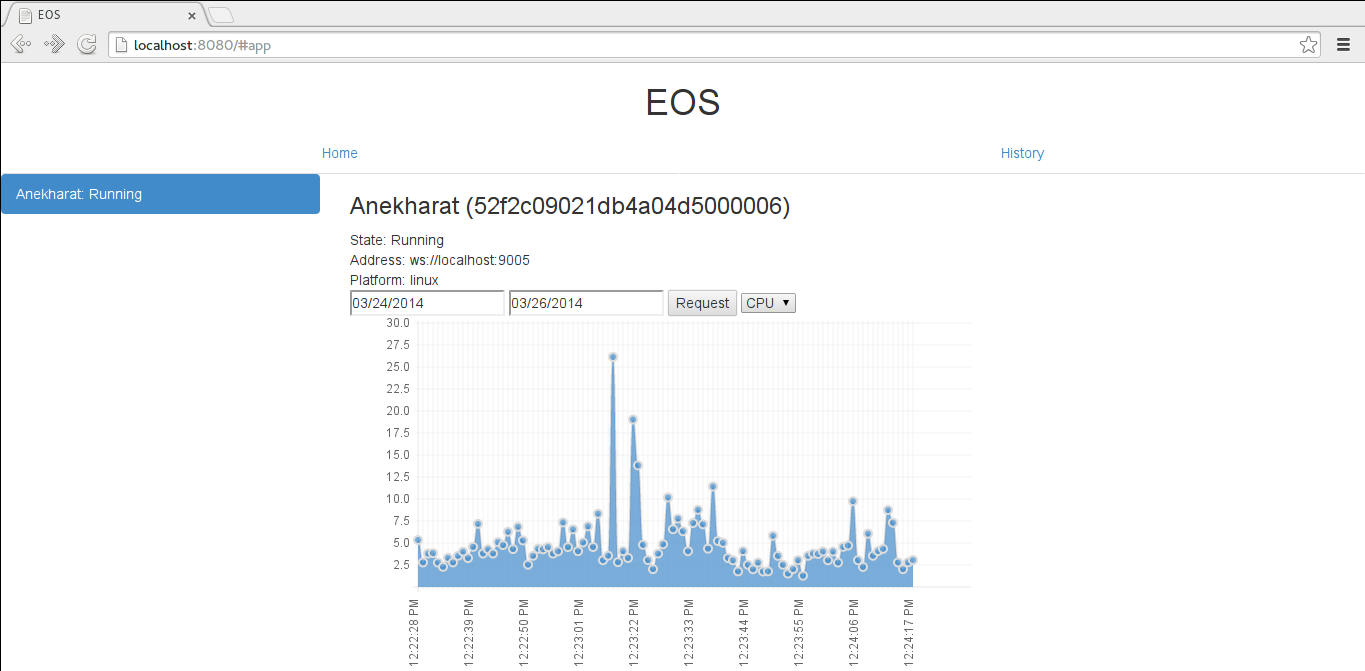 EOS
localhost:8080/#app
EOS
Home History
Anekharat: Running
Anekharat (52f2c09021db4a04d5000006)
State: Running
Address: ws://localhost:9005
Platform: linux
03/24/2014 03/26/2014 Request CPU
30.0
27.5
25.0
22.5
20.0
17.5
15.0
12.5
10.0
7.5
5.0
2.5
12:22:28 PM
12:22:39 PM
12:22:50 PM
12:23:01 PM
12:23:22 PM
12:23:33 PM
12:23:44 PM
12:23:55 PM
12:24:06 PM
12:24:17 PM